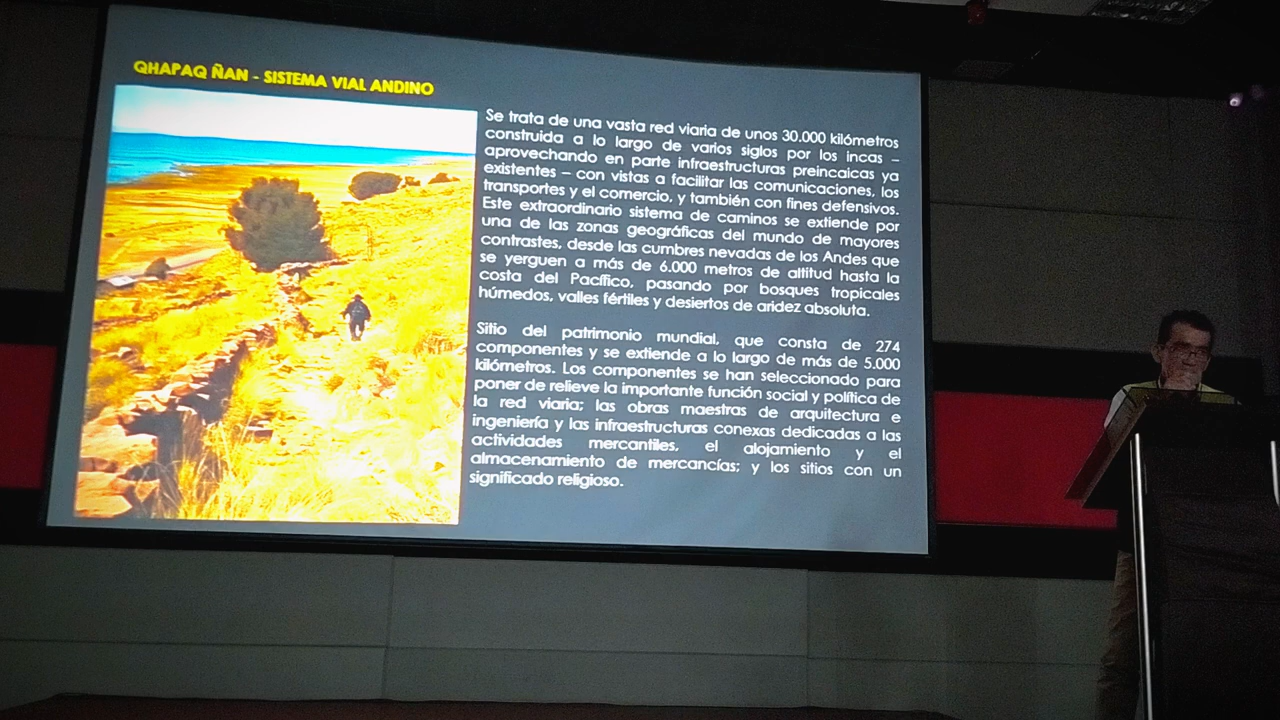 QHAPAQ ÑAN - SISTEMA VIAL ANDINO
Se trata de una vasta red viaria de unos 30.000 kilómetros
construida a lo largo de varios siglos por los incas –
aprovechando en parte infraestructuras preincaicas ya
existentes – con vistas a facilitar las comunicaciones, los
transportes y el comercio, y también con fines defensivos.
Este extraordinario sistema de caminos se extiende por
una de las zonas geográficas del mundo de mayores
contrastes, desde las cumbres nevadas de los Andes que
se yerguen a más de 6.000 metros de altitud hasta la
costa del Pacífico, pasando por bosques tropicales
húmedos, valles fértiles y desiertos de aridez absoluta.
Sitio del patrimonio mundial, que consta de 274
componentes y se extiende a lo largo de más de 5.000
kilómetros. Los componentes se han seleccionado para
poner de relieve la importante función social y política de
la red viaria; las obras maestras de arquitectura e
ingeniería y las infraestructuras conexas dedicadas a las
actividades mercantiles, el alojamiento y el
almacenamiento de mercancías; y los sitios con un
significado religioso.